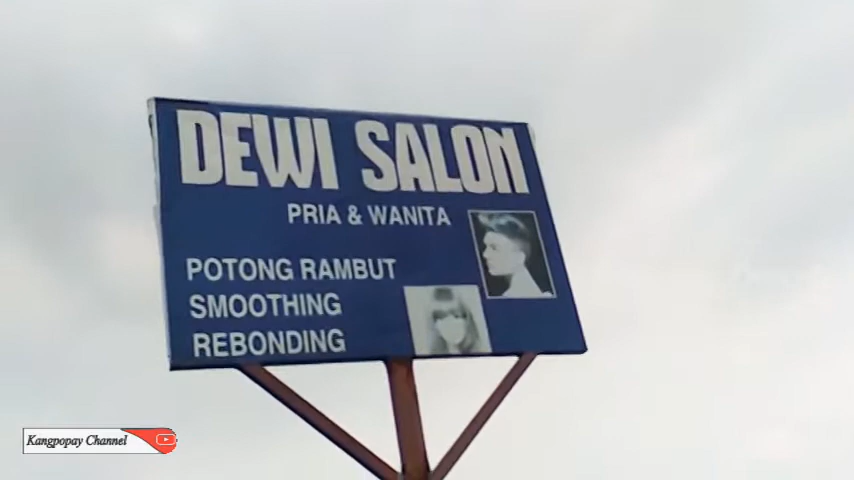 DEWI SALON
PRIA & WANITA
POTONG RAMBUT
SMOOTHING
REBONDING
Kangpopay Channel